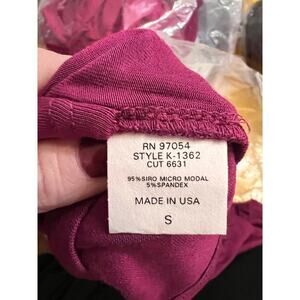 RN 97054
STYLE K-1362
CUT 6631
95%SIRO MICRO MODAL
5%SPANDEX
MADE IN USA
S